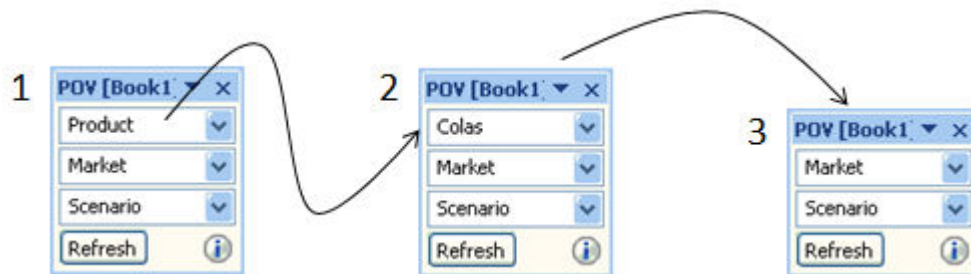 1
POV [Book1]
Product
Market
Scenario
Refresh
2
POV [Book1]
Colas
Market
Scenario
Refresh
3
POV [Book1]
Market
Scenario
Refresh